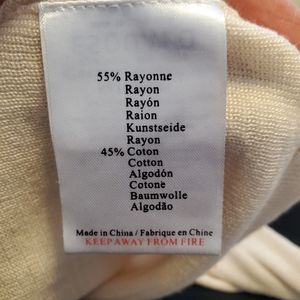 55% Rayonne
Rayon
Rayón
Raion
Kunstseide
Rayon
45% Coton
Cotton
Algodón
Cotone
Baumwolle
Algodão
Made in China / Fabrique en Chine
KEEP AWAY FROM FIRE